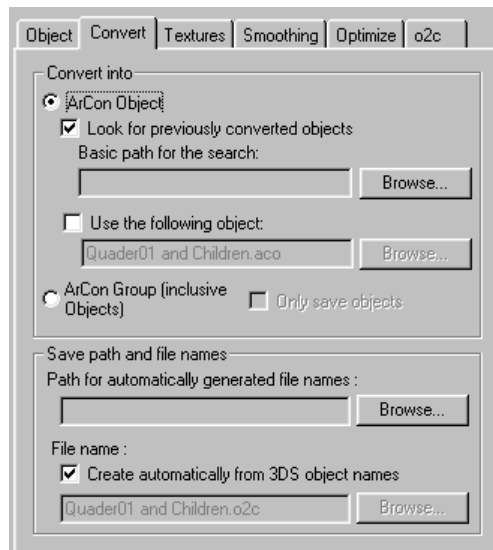 Object Convert Textures Smoothing Optimize o2c
Convert into
ArCon Object
Look for previously converted objects
Basic path for the search:
Browse...
Use the following object:
Quader01 and Children.aco Browse...
ArCon Group (inclusive Objects) Only save objects
Save path and file names
Path for automatically generated file names :
Browse...
File name :
Create automatically from 3DS object names
Quader01 and Children.o2c Browse...